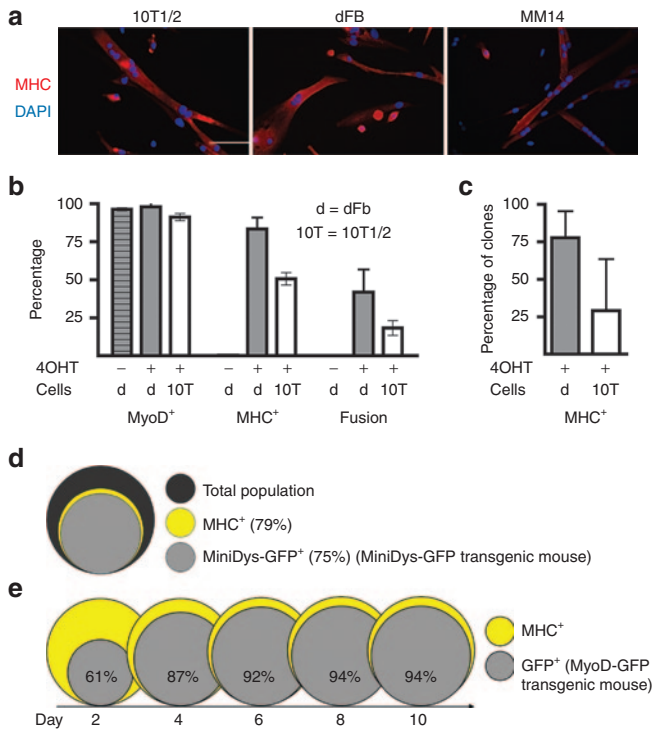 a
10T1/2 dFB MM14
MHC
DAPI
b
100
75
50
25
Percentage
d = dFb
10T = 10T1/2
4OHT – + + – + + – + +
Cells d d 10T d d 10T d d 10T
MyoD+ MHC+ Fusion
c
100
75
50
25
Percentage of clones
+ +
d 10T
MHC+
d
Total population
MHC+ (79%)
MiniDys-GFP+ (75%) (MiniDys-GFP transgenic mouse)
e
61% 87% 92% 94% 94%
MHC+
GFP+ (MyoD-GFP
transgenic mouse)
Day 2 4 6 8 10